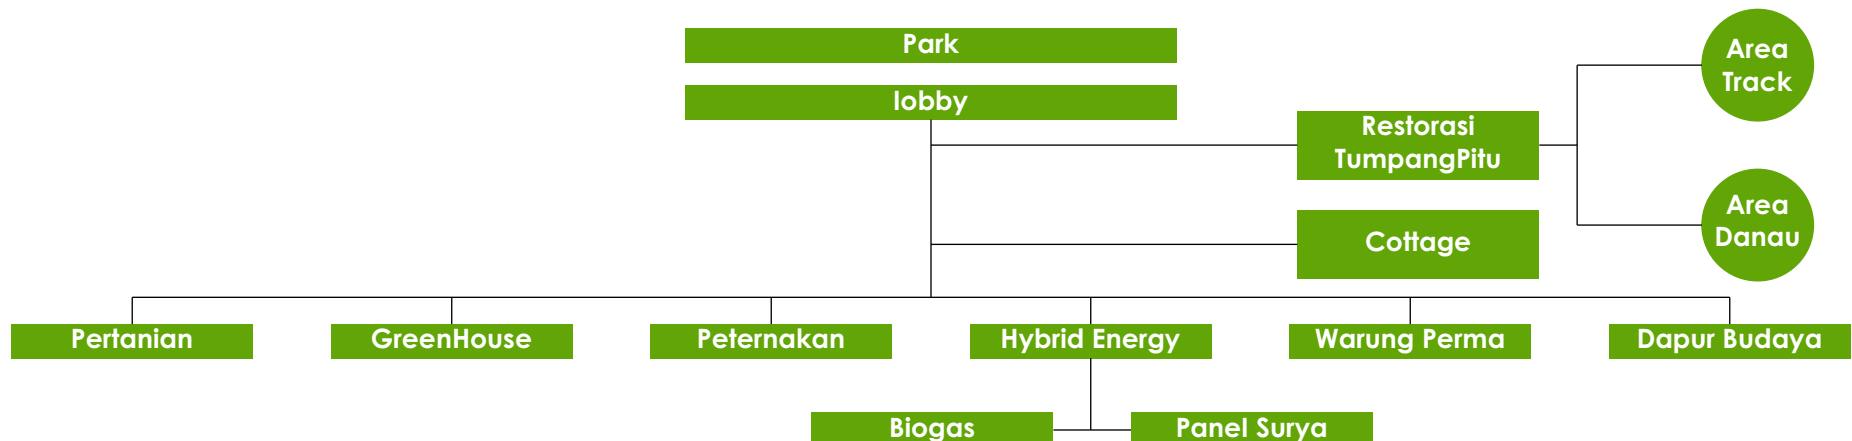 Park
lobby
Area
Track
Restorasi
TumpangPitu
Area
Danau
Cottage
Pertanian
GreenHouse
Peternakan
Hybrid Energy
Warung Perma
Dapur Budaya
Biogas
Panel Surya